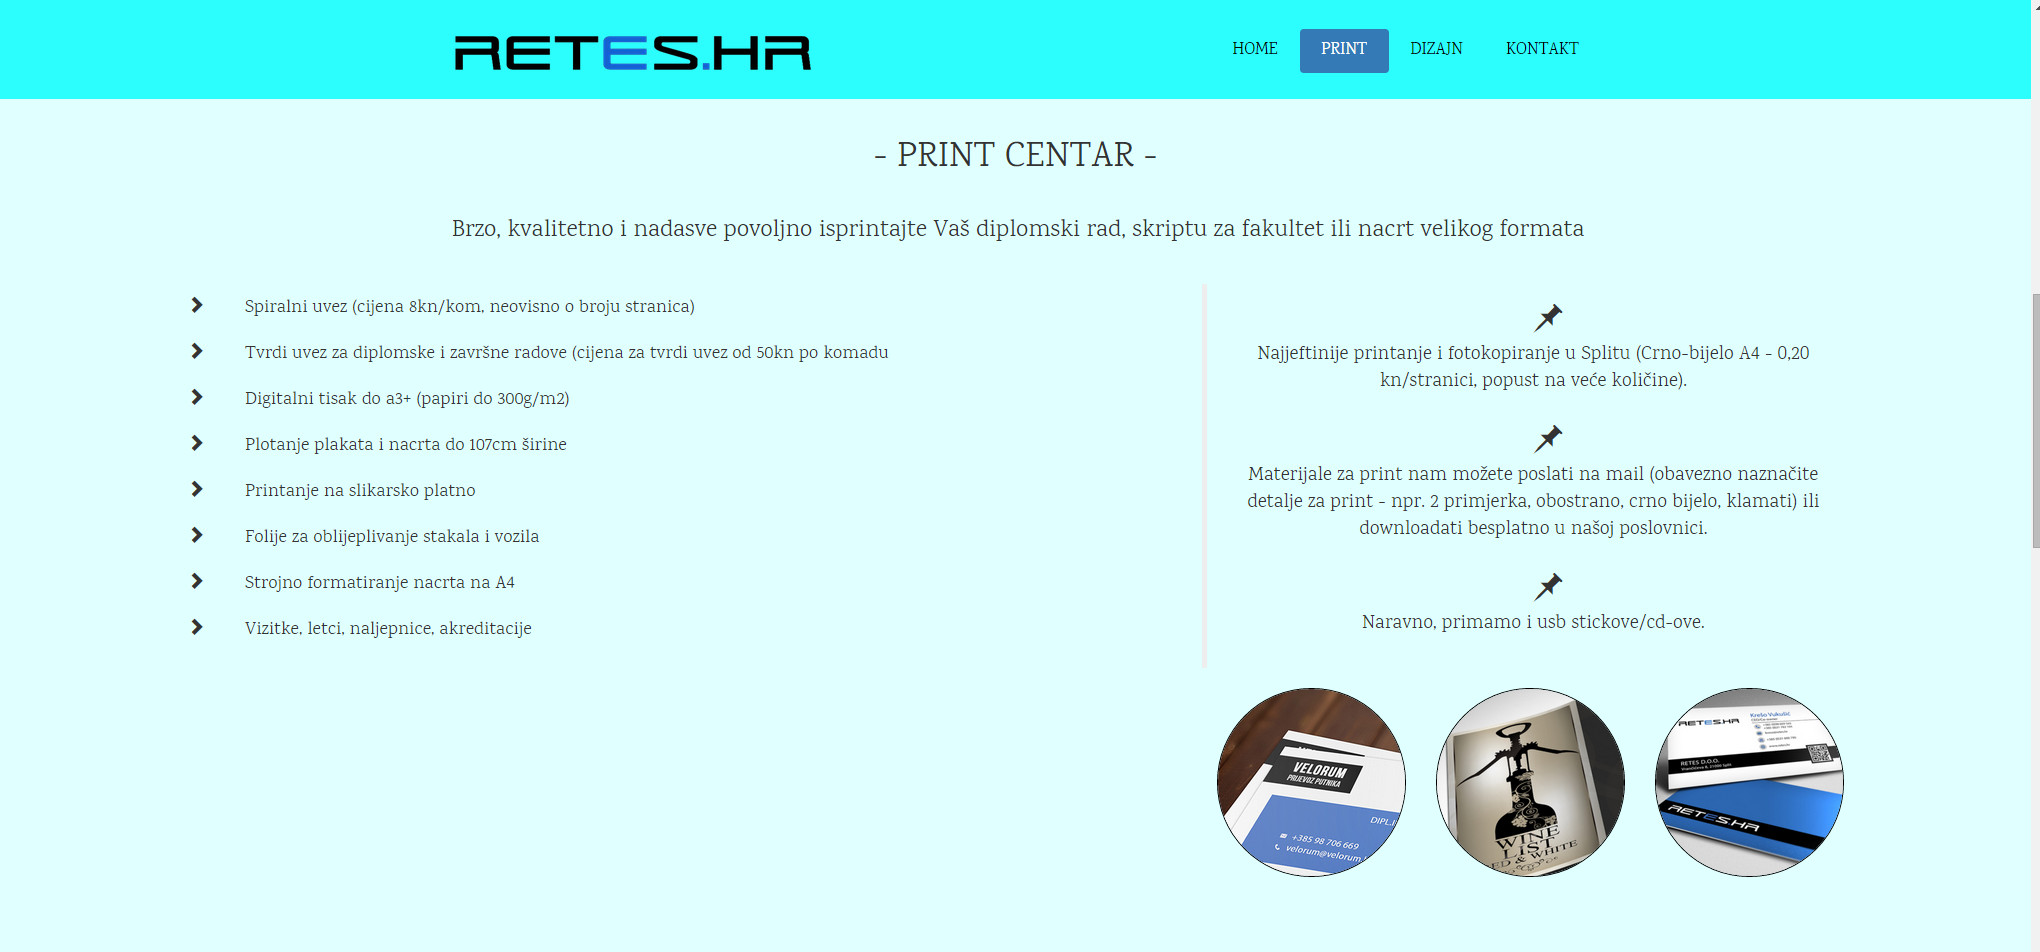 RETES.HR
HOME
PRINT
DIZAJN
KONTAKT
- PRINT CENTAR -
Brzo, kvalitetno i nadasve povoljno isprintajte Vaš diplomski rad, skriptu za fakultet ili nacrt velikog formata
Spiralni uvez (cijena 8kn/kom, neovisno o broju stranica)
Tvrdi uvez za diplomske i završne radove (cijena za tvrdi uvez od 50kn po komadu
Digitalni tisak do a3+ (papiri do 300g/m2)
Plotanje plakata i nacrta do 107cm širine
Printanje na slikarsko platno
Folije za oblijeplivanje stakala i vozila
Strojno formatiranje nacrta na A4
Vizitke, letci, naljepnice, akreditacije
Najjeftinije printanje i fotokopiranje u Splitu (Crno-bijelo A4 - 0,20
kn/stranici, popust na veće količine).
Materijale za print nam možete poslati na mail (obavezno naznačite
detalje za print - npr. 2 primjerka, obostrano, crno bijelo, klamati) ili
downloadati besplatno u našoj poslovnici.
Naravno, primamo i usb stickove/cd-ove.
VELORUM
PRIJEVOZ PUTNIKA
DIPL.I
+385 98 706 669
velorum@velorum.
WINE
LIST
ED & WHITE
RETES.HR
Krešo Vukušić
RETES D.O.O.
RETES.HR